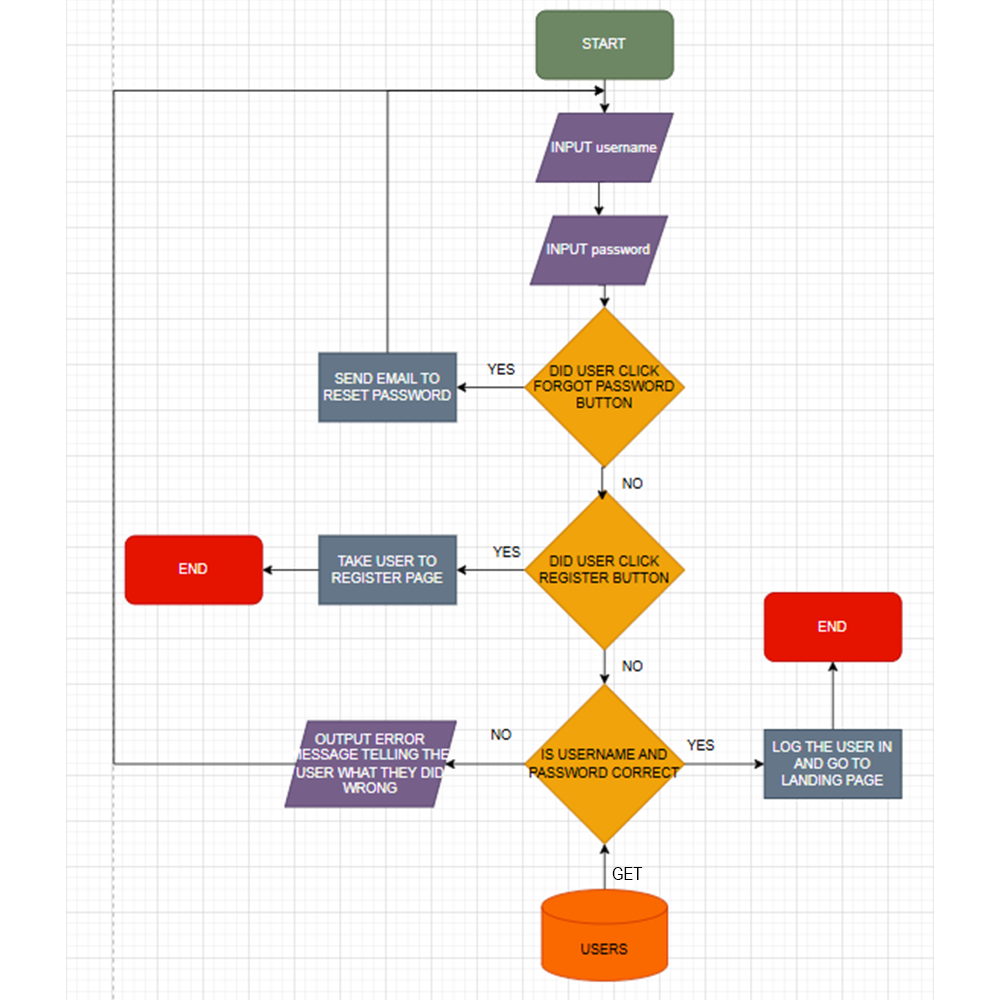 START
INPUT username
INPUT password
YES
DID USER CLICK
FORGOT PASSWORD
BUTTON
SEND EMAIL TO
RESET PASSWORD
NO
END
TAKE USER TO
REGISTER PAGE
YES
DID USER CLICK
REGISTER BUTTON
END
NO
OUTPUT ERROR
ESSAGE TELLING THE
USER WHAT THEY DID
WRONG
NO
IS USERNAME AND
PASSWORD CORRECT
YES
LOG THE USER IN
AND GO TO
LANDING PAGE
GET
USERS